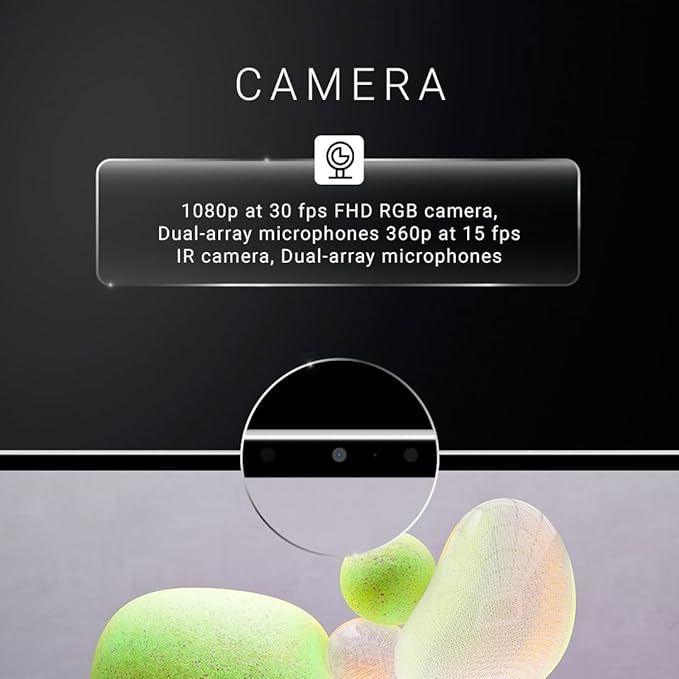 CAMERA
1080p at 30 fps FHD RGB camera,
Dual-array microphones 360p at 15 fps
IR camera, Dual-array microphones